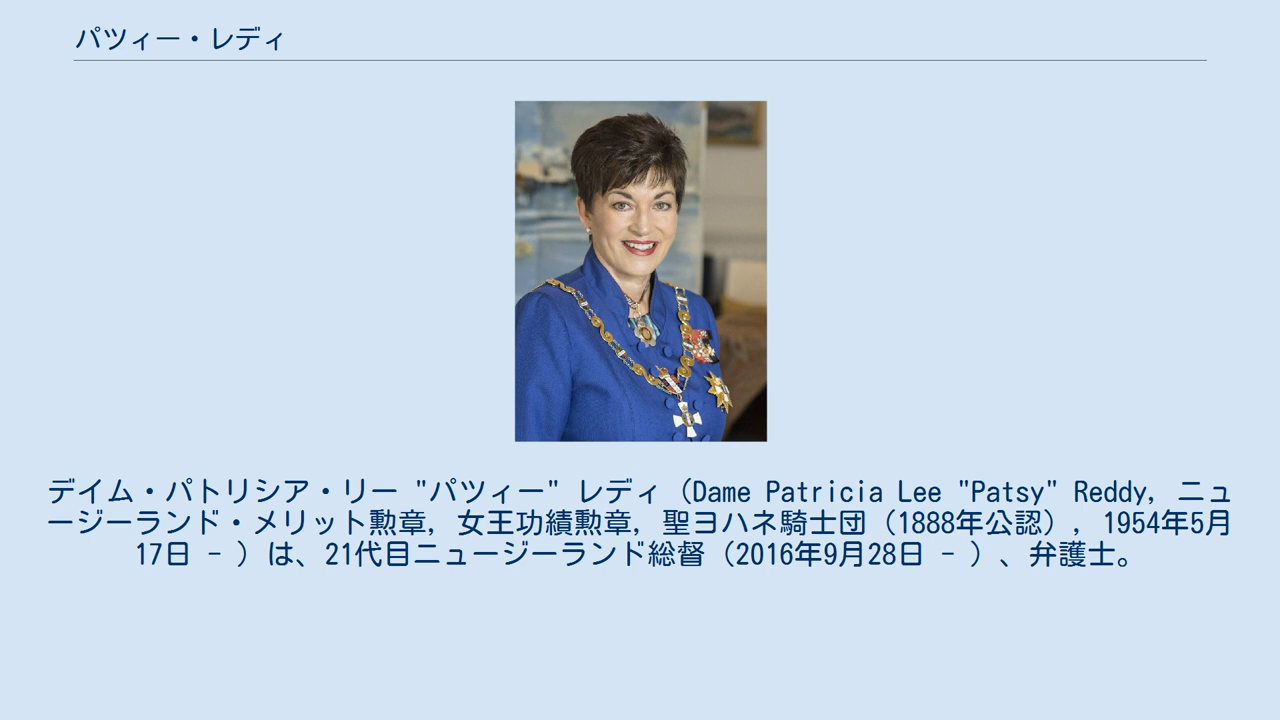 パツィー・レディ
デイム・パトリシア・リー "パツィー" レディ（Dame Patricia Lee "Patsy" Reddy, ニュ
ージーランド・メリット勲章, 女王功績勲章, 聖ヨハネ騎士団（1888年公認）, 1954年5月
17日 - ）は、21代目ニュージーランド総督（2016年9月28日 - ）、弁護士。